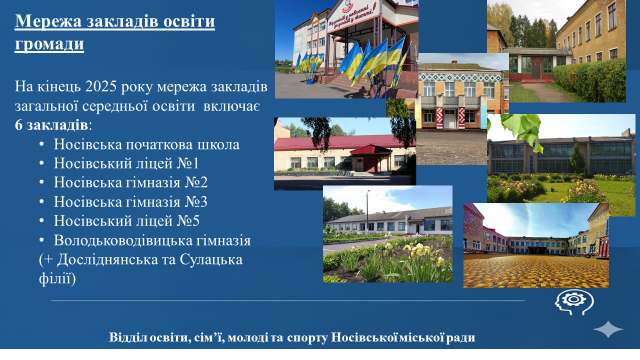 Мережа закладів освіти
громади
На кінець 2025 року мережа закладів
загальної середньої освіти включає
6 закладів:
• Носівська початкова школа
• Носівський ліцей №1
• Носівська гімназія №2
• Носівська гімназія №3
• Носівський ліцей №5
• Володьководівицька гімназія
(+ Досліднянська та Сулацька
філії)
Відділ освіти, сім’ї, молоді та спорту Носівської міської ради